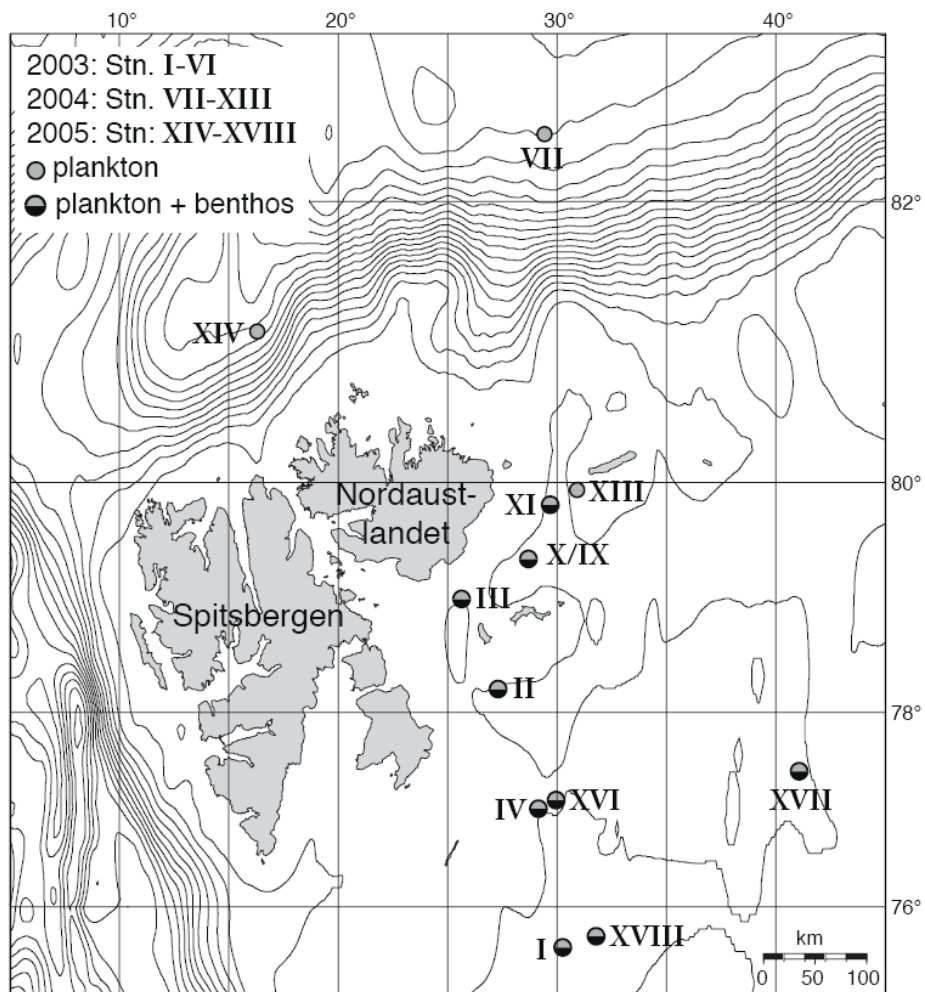 10° 20° 30° 40°
2003: Stn. I-VI
2004: Stn. VII-XIII
2005: Stn: XIV-XVIII
plankton
plankton + benthos
VII
82°
XIV
80°
Nordaust-
landet
XI
XIII
X/IX
III
Spitsbergen
II
78°
XVII
IV
XVI
76°
I
XVIII
km
0 50 100